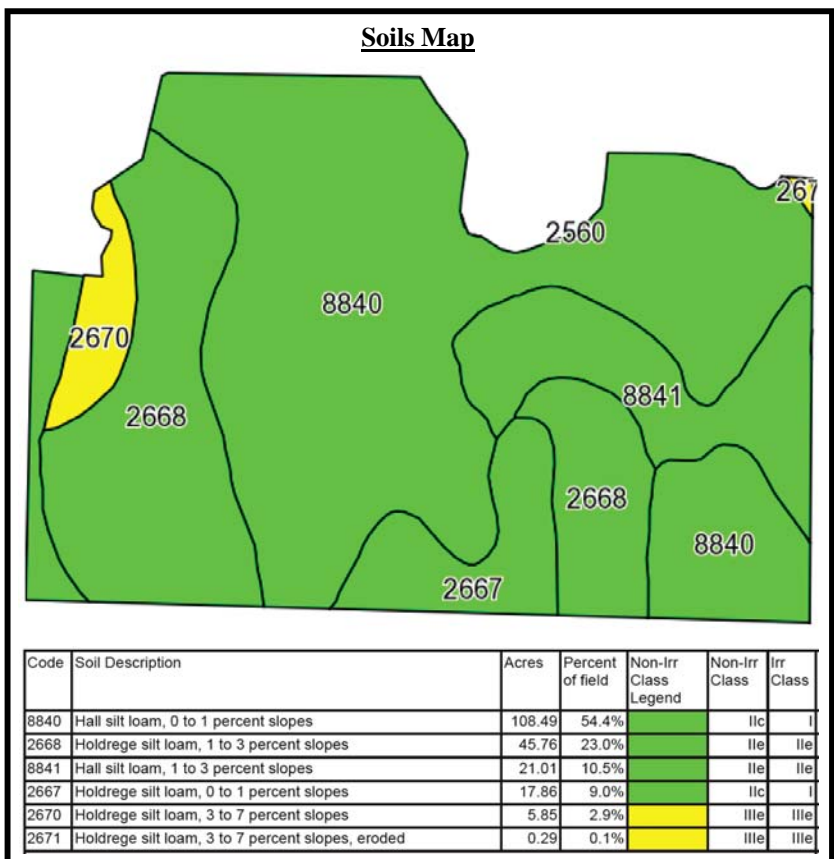 Soils Map
267
2560
8840
2670
8841
2668
2668
8840
2667
Code Soil Description Acres Percent of field Non-Irr Class Legend Non-Irr Class Irr Class
8840 Hall silt loam, 0 to 1 percent slopes 108.49 54.4% IIc I
2668 Holdrege silt loam, 1 to 3 percent slopes 45.76 23.0% IIe IIe
8841 Hall silt loam, 1 to 3 percent slopes 21.01 10.5% IIe IIe
2667 Holdrege silt loam, 0 to 1 percent slopes 17.86 9.0% IIc I
2670 Holdrege silt loam, 3 to 7 percent slopes 5.85 2.9% IIIe IIIe
2671 Holdrege silt loam, 3 to 7 percent slopes, eroded 0.29 0.1% IIIe IIIe